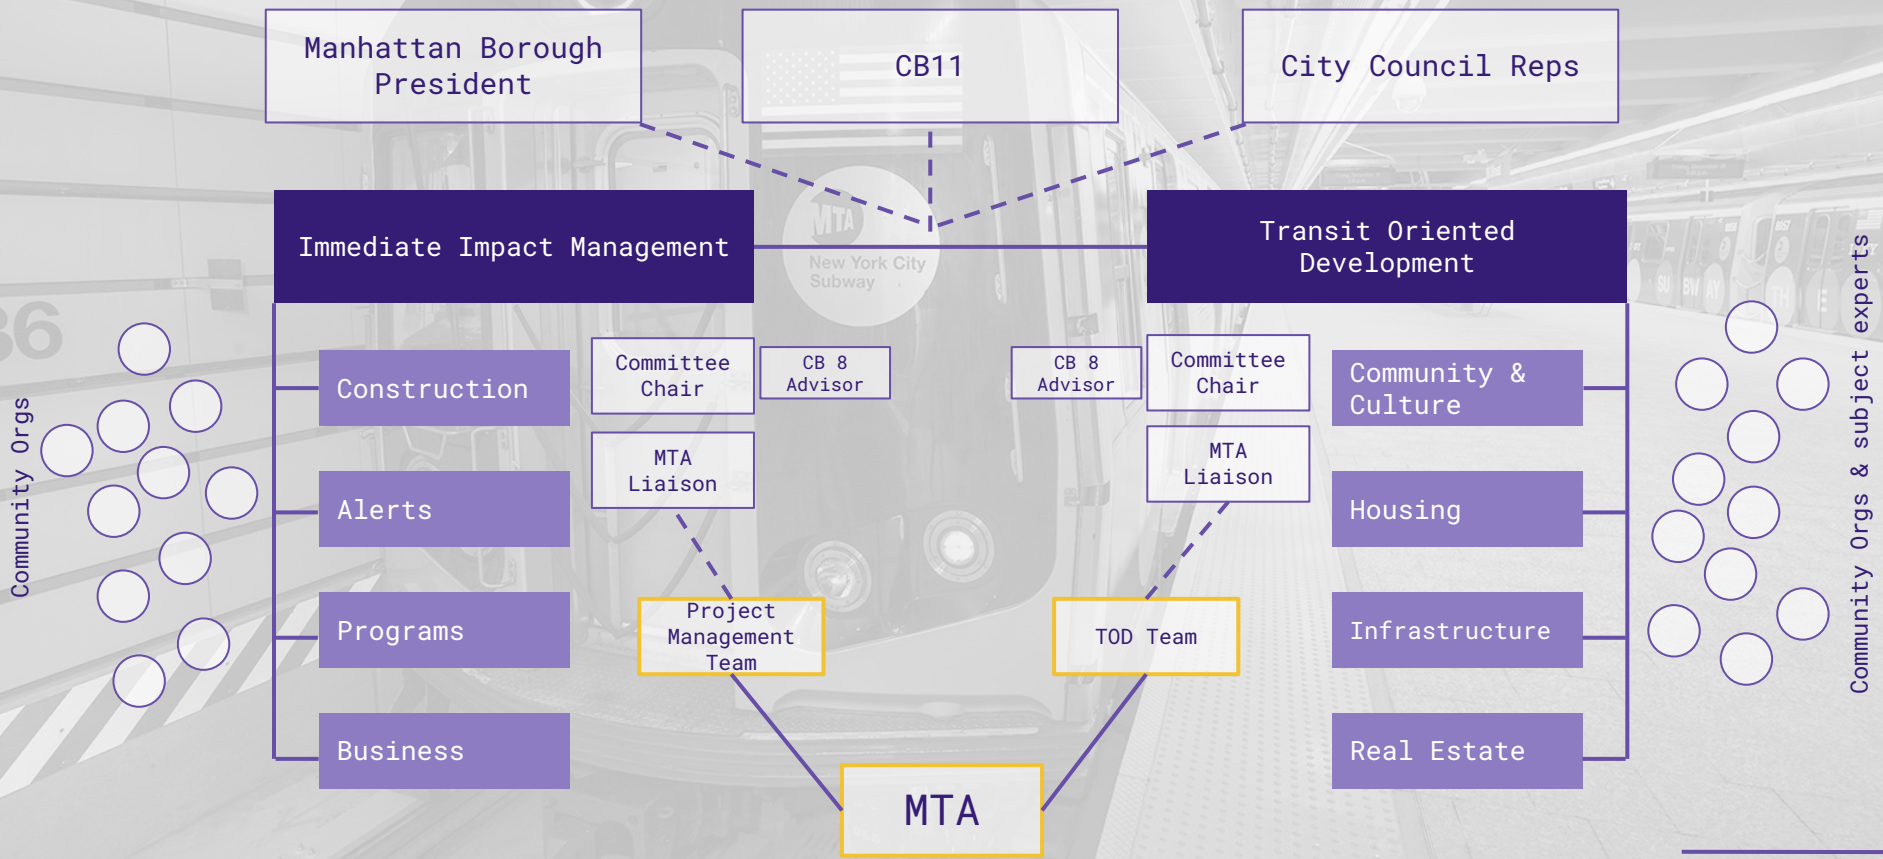 Manhattan Borough
President
CB11
City Council Reps
MTA
New York City
Subway
Immediate Impact Management
Transit Oriented
Development
36
Community Orgs
Construction
Alerts
Programs
Business
Committee
Chair
CB 8
Advisor
MTA
Liaison
Project
Management
Team
CB 8
Advisor
Committee
Chair
MTA
Liaison
TOD Team
MTA
Community &
Culture
Housing
Infrastructure
Real Estate
Community Orgs & subject experts